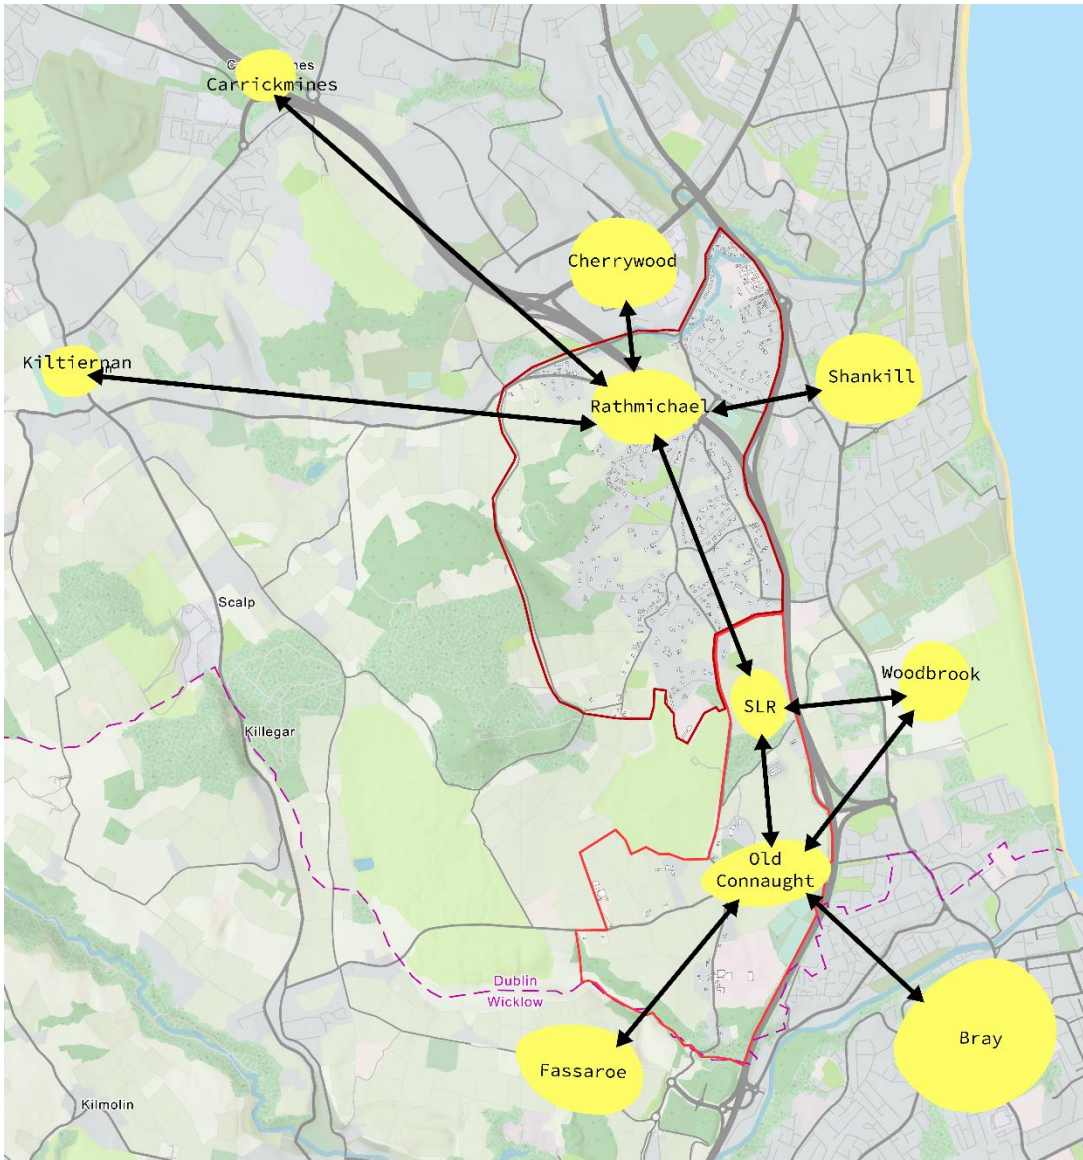 Carrickmines
Cherrywood
Kiltiernan
Shankill
Rathmichael
Scalp
Woodbrook
SLR
Killegar
Old
Connaught
Dublin
Wicklow
Bray
Fassaroe
Kilmolin